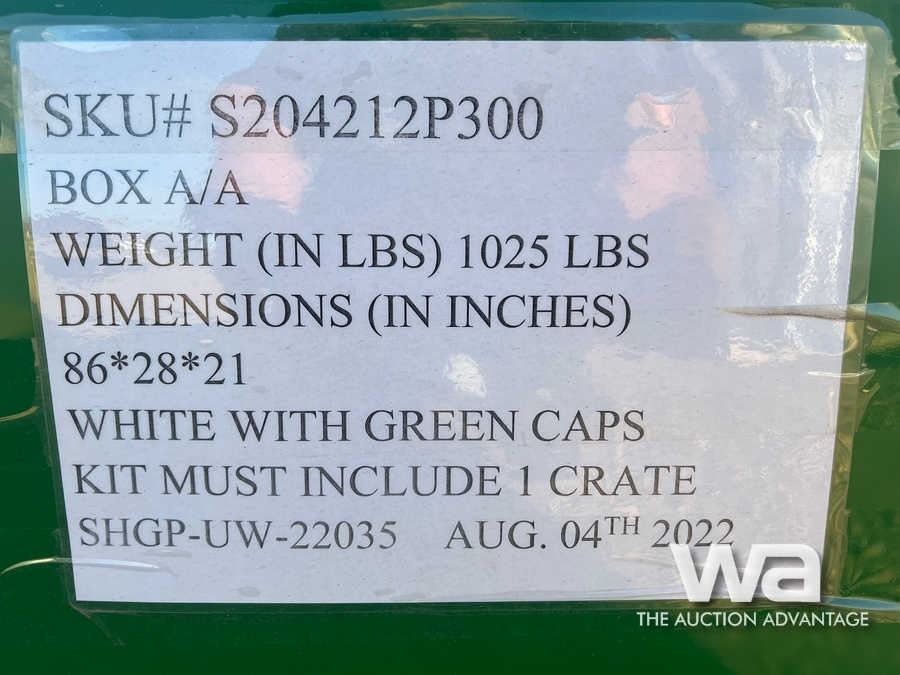 SKU# S204212P300
BOX A/A
WEIGHT (IN LBS) 1025 LBS
DIMENSIONS (IN INCHES)
86*28*21
WHITE WITH GREEN CAPS
KIT MUST INCLUDE 1 CRATE
SHGP-UW-22035 AUG. 04TH 2022
wa
THE AUCTION ADVANTAGE